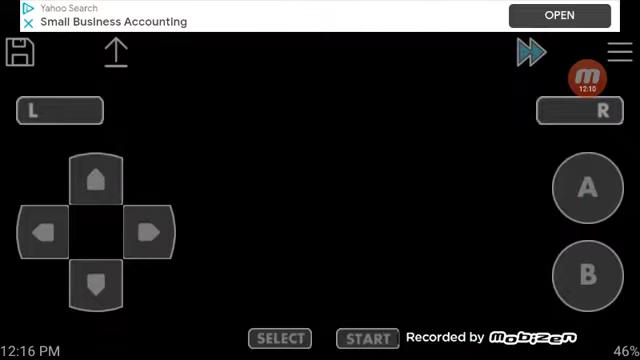 Yahoo Search
Small Business Accounting
OPEN
12:10
L
R
A
B
SELECT
START
Recorded by MOBIZEN
12:16 PM
46%